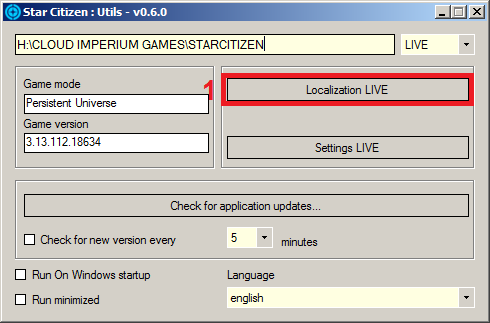 Star Citizen : Utils - v0.6.0
H:\CLOUD IMPERIUM GAMES\STARCITIZEN
LIVE
Game mode
Persistent Universe
Game version
3.13.112.18634
1
Localization LIVE
Settings LIVE
Check for application updates...
Check for new version every
5
minutes
Run On Windows startup
Run minimized
Language
english